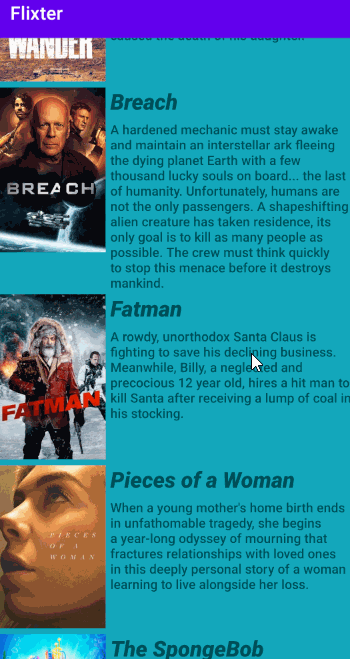 Flixter
WANDER
causes the death of his daughter.
Breach
A hardened mechanic must stay awake
and maintain an interstellar ark fleeing
the dying planet Earth with a few
thousand lucky souls on board... the last
of humanity. Unfortunately, humans are
not the only passengers. A shapeshifting
alien creature has taken residence, its
only goal is to kill as many people as
possible. The crew must think quickly
to stop this menace before it destroys
mankind.
BREACH
Fatman
A rowdy, unorthodox Santa Claus is
fighting to save his declining business.
Meanwhile, Billy, a neglected and
precocious 12 year old, hires a hit man to
kill Santa after receiving a lump of coal in
his stocking.
FATMAN
Pieces of a Woman
When a young mother's home birth ends
in unfathomable tragedy, she begins
a year-long odyssey of mourning that
fractures relationships with loved ones
in this deeply personal story of a woman
learning to live alongside her loss.
PIECES
OF A
WOMAN
The SpongeBob